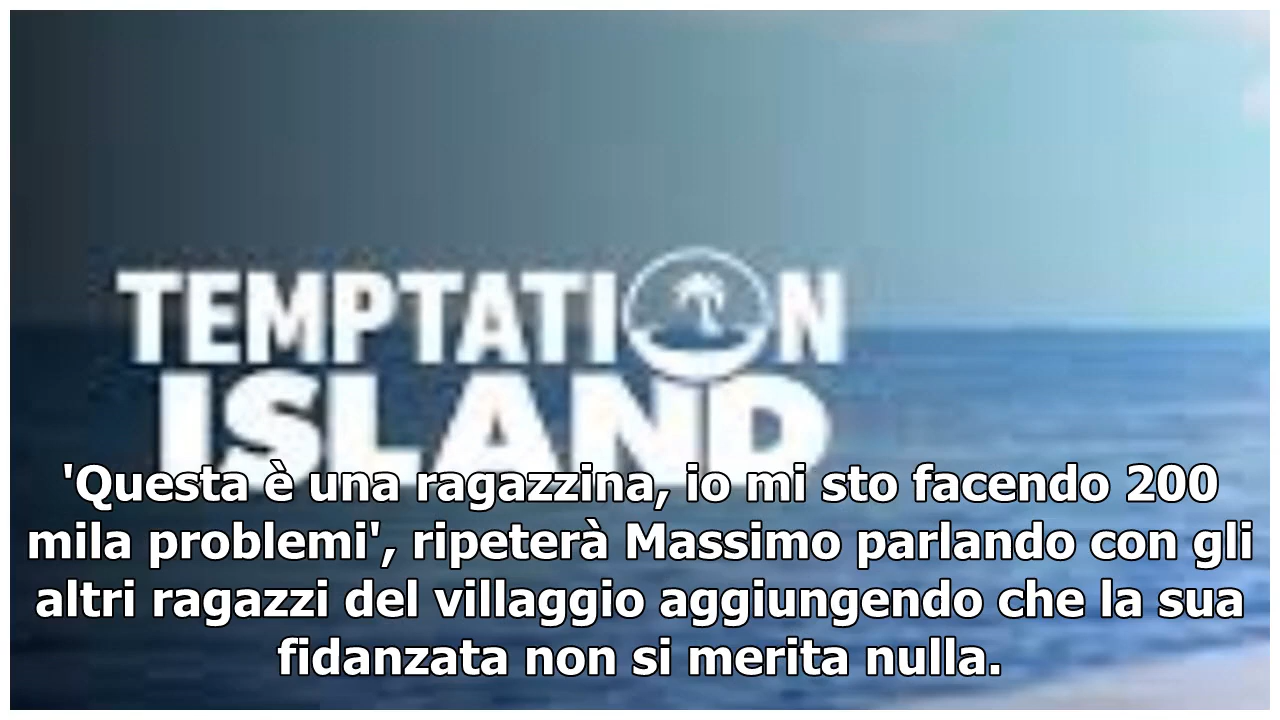 TEMPTATION
ISLAND
'Questa è una ragazzina, io mi sto facendo 200
mila problemi', ripeterà Massimo parlando con gli
altri ragazzi del villaggio aggiungendo che la sua
fidanzata non si merita nulla.